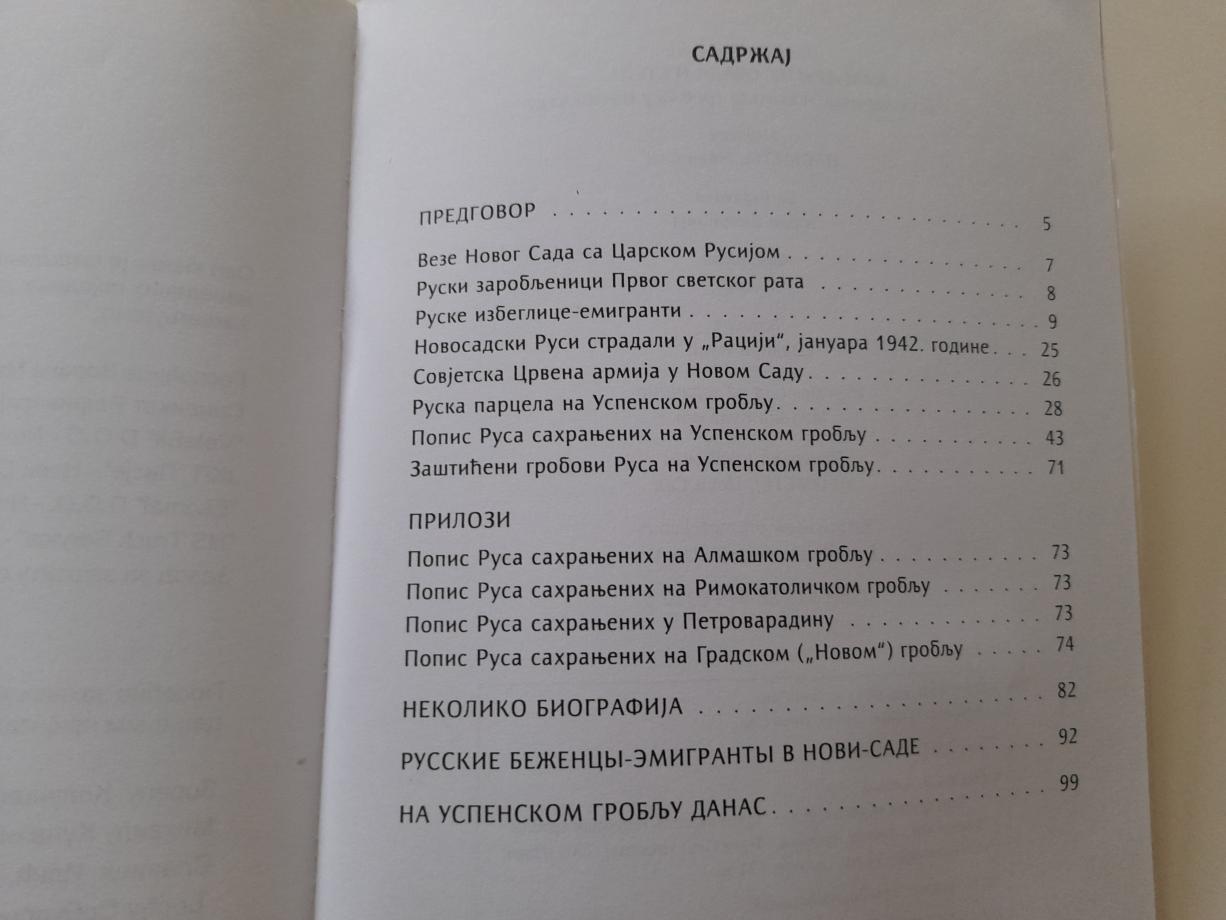 САДРЖАЈ
ПРЕДГОВОР . . . . . . . . . . . . . . . . . . . . . . . 5
Везе Новог Сада са Царском Русијом . . . . . . . . . . . . 7
Руски заробљеници Првог светског рата . . . . . . . . . . 8
Руске избеглице-емигранти . . . . . . . . . . . . . . . . . 9
Новосадски Руси страдали у „Рацији“, јануара 1942. године. . . 25
Совјетска Црвена армија у Новом Саду . . . . . . . . . . . 26
Руска парцела на Успенском гробљу. . . . . . . . . . . . . 28
Попис Руса сахрањених на Успенском гробљу . . . . . . . . 43
Заштићени гробови Руса на Успенском гробљу. . . . . . . . 71
ПРИЛОЗИ
Попис Руса сахрањених на Алмашком гробљу . . . . . . . . 73
Попис Руса сахрањених на Римокатоличком гробљу . . . . . 73
Попис Руса сахрањених у Петроварадину . . . . . . . . . . 73
Попис Руса сахрањених на Градском („Новом“) гробљу . . . . . 74
НЕКОЛИКО БИОГРАФИЈА . . . . . . . . . . . . . . . . . 82
РУССКИЕ БЕЖЕНЦЫ-ЭМИГРАНТЫ В НОВИ-САДЕ . . . . . . . 92
НА УСПЕНСКОМ ГРОБЉУ ДАНАС. . . . . . . . . . . . . . 99